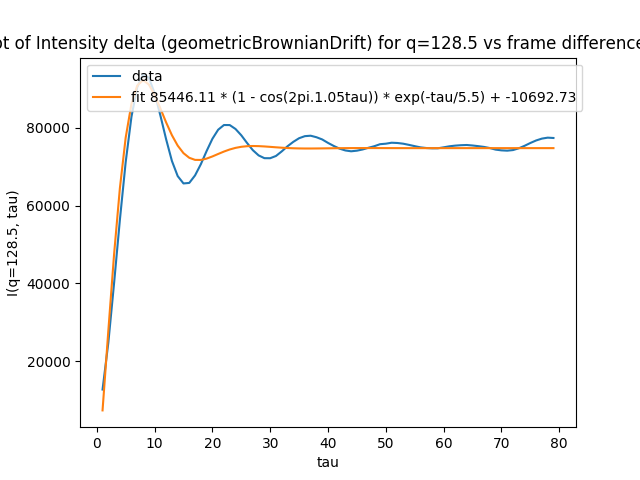 ot of Intensity delta (geometricBrownianDrift) for q=128.5 vs frame difference
data
fit 85446.11 * (1 - cos(2pi.1.05tau)) * exp(-tau/5.5) + -10692.73
80000
60000
40000
20000
I(q=128.5, tau)
0 10 20 30 40 50 60 70 80
tau